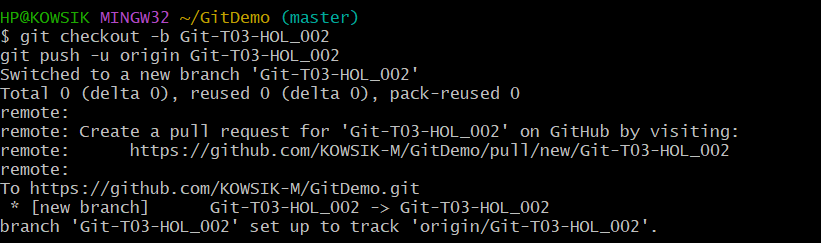 HP@KOWSIK MINGW32 ~/GitDemo (master)
$ git checkout -b Git-T03-HOL_002
git push -u origin Git-T03-HOL_002
Switched to a new branch 'Git-T03-HOL_002'
Total 0 (delta 0), reused 0 (delta 0), pack-reused 0
remote:
remote: Create a pull request for 'Git-T03-HOL_002' on GitHub by visiting:
remote:      https://github.com/KOWSIK-M/GitDemo/pull/new/Git-T03-HOL_002
remote:
To https://github.com/KOWSIK-M/GitDemo.git
 * [new branch]      Git-T03-HOL_002 -> Git-T03-HOL_002
branch 'Git-T03-HOL_002' set up to track 'origin/Git-T03-HOL_002'.